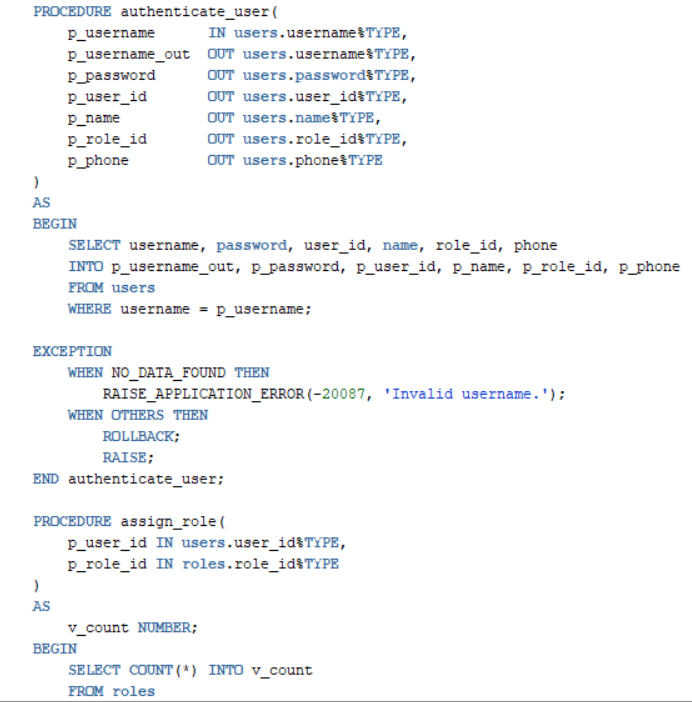 PROCEDURE authenticate_user(
    p_username      IN users.username%TYPE,
    p_username_out  OUT users.username%TYPE,
    p_password      OUT users.password%TYPE,
    p_user_id       OUT users.user_id%TYPE,
    p_name          OUT users.name%TYPE,
    p_role_id       OUT users.role_id%TYPE,
    p_phone         OUT users.phone%TYPE
)
AS
BEGIN
    SELECT username, password, user_id, name, role_id, phone
    INTO p_username_out, p_password, p_user_id, p_name, p_role_id, p_phone
    FROM users
    WHERE username = p_username;

EXCEPTION
    WHEN NO_DATA_FOUND THEN
        RAISE_APPLICATION_ERROR(-20087, 'Invalid username.');
    WHEN OTHERS THEN
        ROLLBACK;
        RAISE;
END authenticate_user;

PROCEDURE assign_role(
    p_user_id IN users.user_id%TYPE,
    p_role_id IN roles.role_id%TYPE
)
AS
    v_count NUMBER;
BEGIN
    SELECT COUNT(*) INTO v_count
    FROM roles